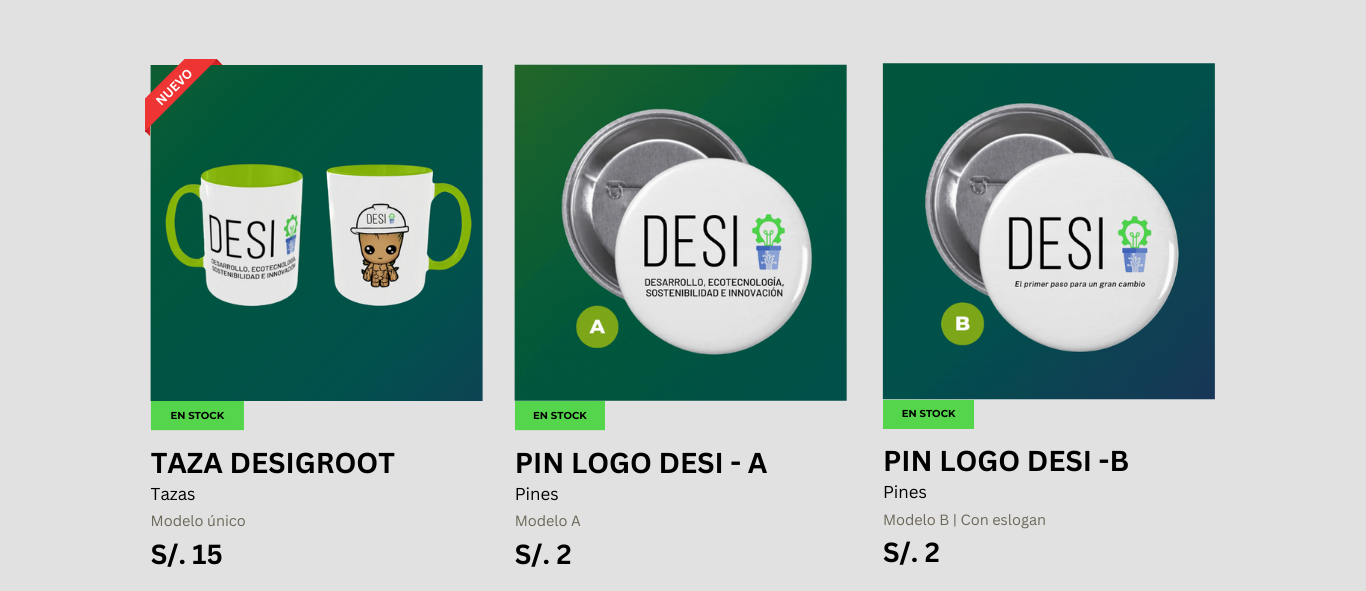 NUEVO
DESI
DESARROLLO, ECOTECNOLOGÍA,
SOSTENIBILIDAD E INNOVACIÓN
DESI
EN STOCK
TAZA DESIGROOT
Tazas
Modelo único
S/. 15
DESI
DESARROLLO, ECOTECNOLOGÍA,
SOSTENIBILIDAD E INNOVACIÓN
A
EN STOCK
PIN LOGO DESI - A
Pines
Modelo A
S/. 2
DESI
El primer paso para un gran cambio
B
EN STOCK
PIN LOGO DESI -B
Pines
Modelo B | Con eslogan
S/. 2